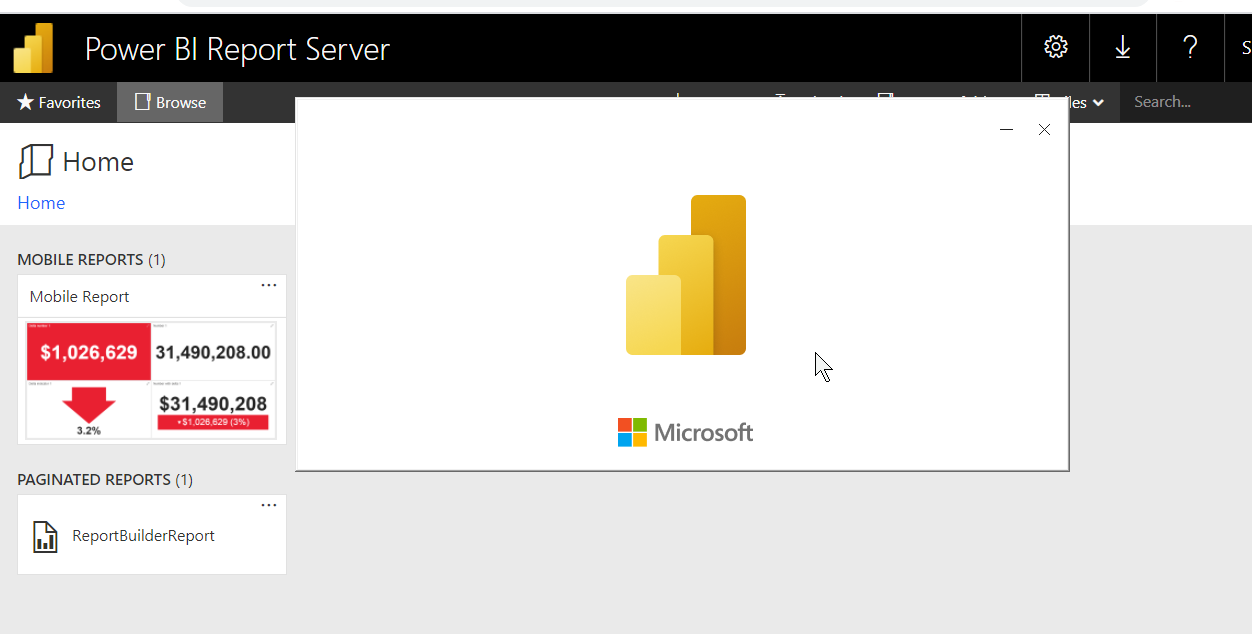 Power BI Report Server
?
S
Favorites
Browse
les
Search...
Home
Home
MOBILE REPORTS (1)
Mobile Report
...
$1,026,629
31,490,208.00
3.2%
$31,490,208
▼$1,026,629 (3%)
Microsoft
PAGINATED REPORTS (1)
...
ReportBuilderReport